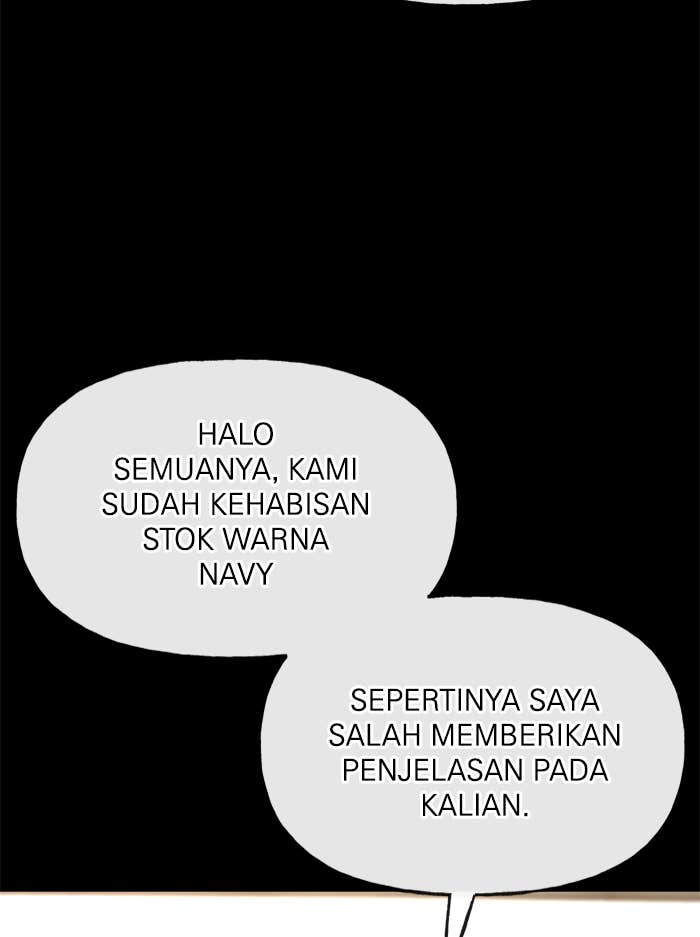 HALO
SEMUANYA, KAMI
SUDAH KEHABISAN
STOK WARNA
NAVY
SEPERTINYA SAYA
SALAH MEMBERIKAN
PENJELASAN PADA
KALIAN.